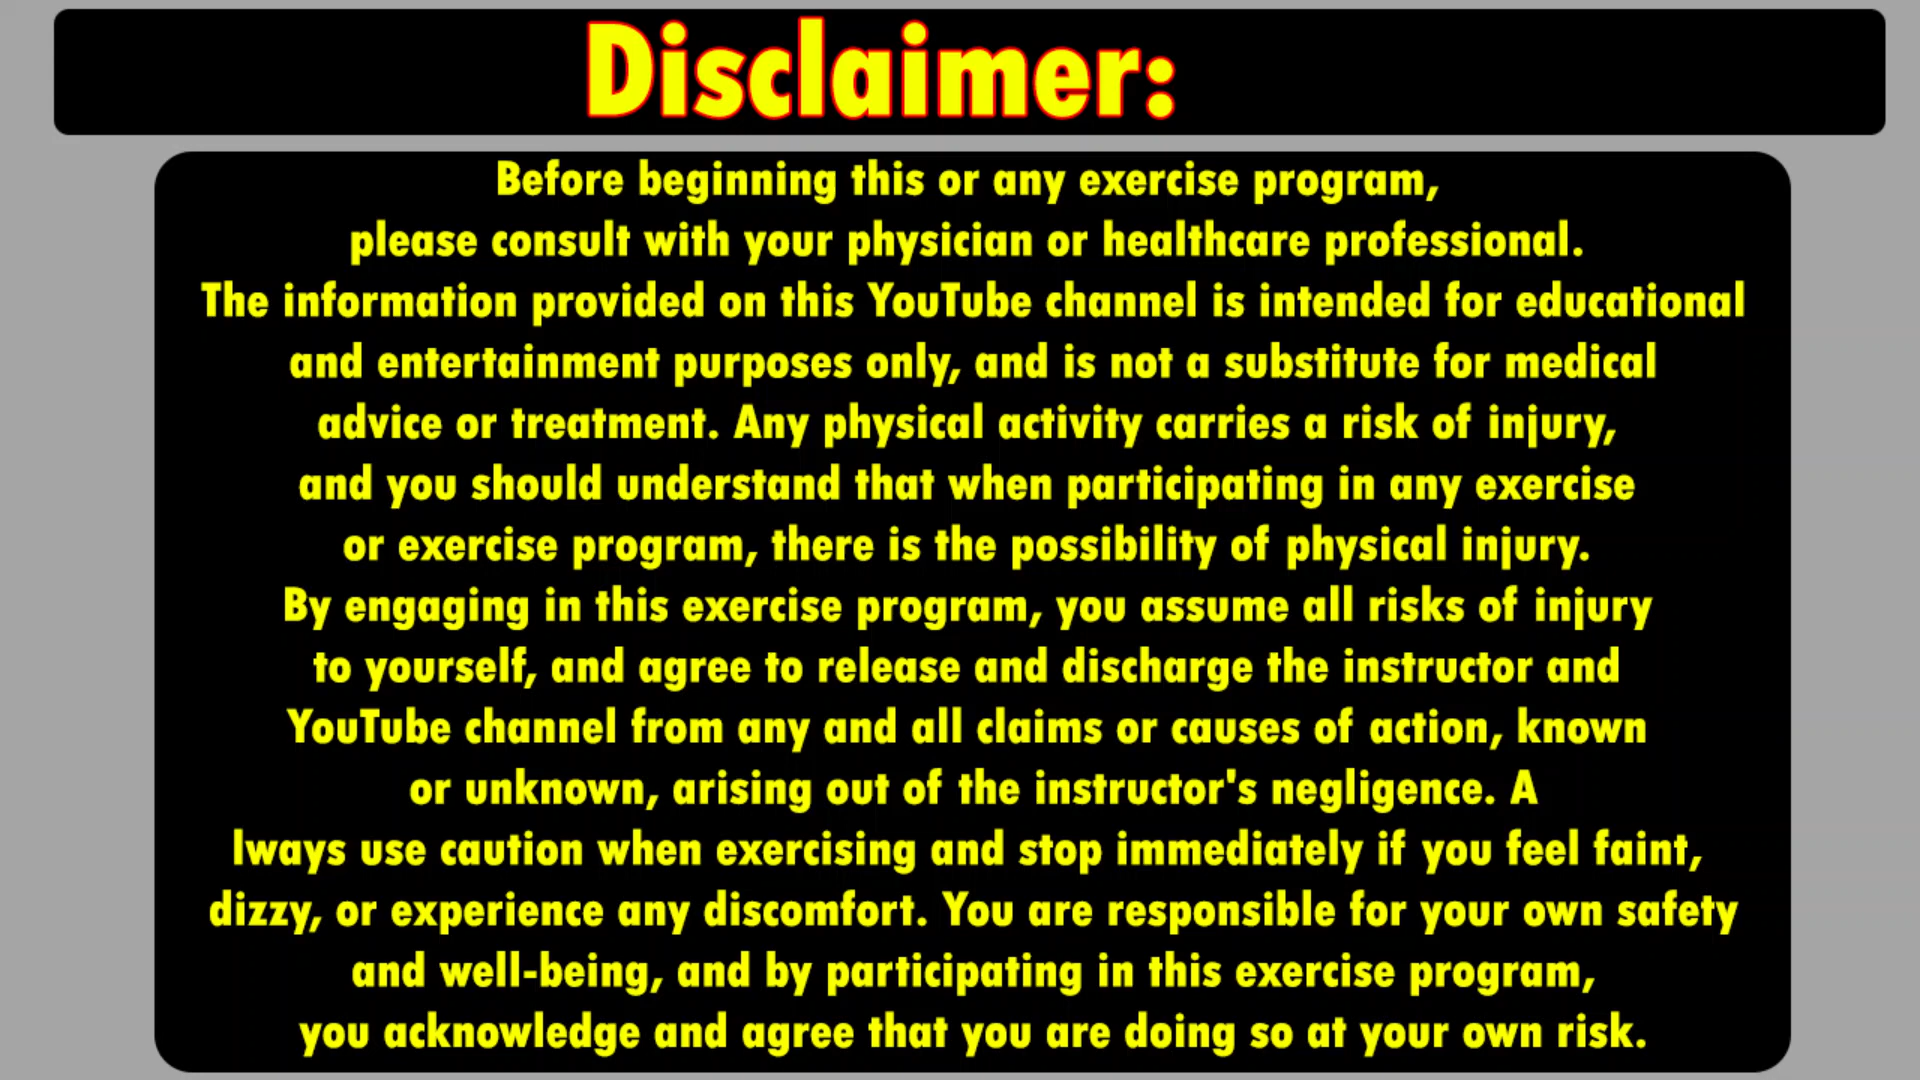 Disclaimer:
Before beginning this or any exercise program,
please consult with your physician or healthcare professional.
The information provided on this YouTube channel is intended for educational
and entertainment purposes only, and is not a substitute for medical
advice or treatment. Any physical activity carries a risk of injury,
and you should understand that when participating in any exercise
or exercise program, there is the possibility of physical injury.
By engaging in this exercise program, you assume all risks of injury
to yourself, and agree to release and discharge the instructor and
YouTube channel from any and all claims or causes of action, known
or unknown, arising out of the instructor's negligence. A
lways use caution when exercising and stop immediately if you feel faint,
dizzy, or experience any discomfort. You are responsible for your own safety
and well-being, and by participating in this exercise program,
you acknowledge and agree that you are doing so at your own risk.